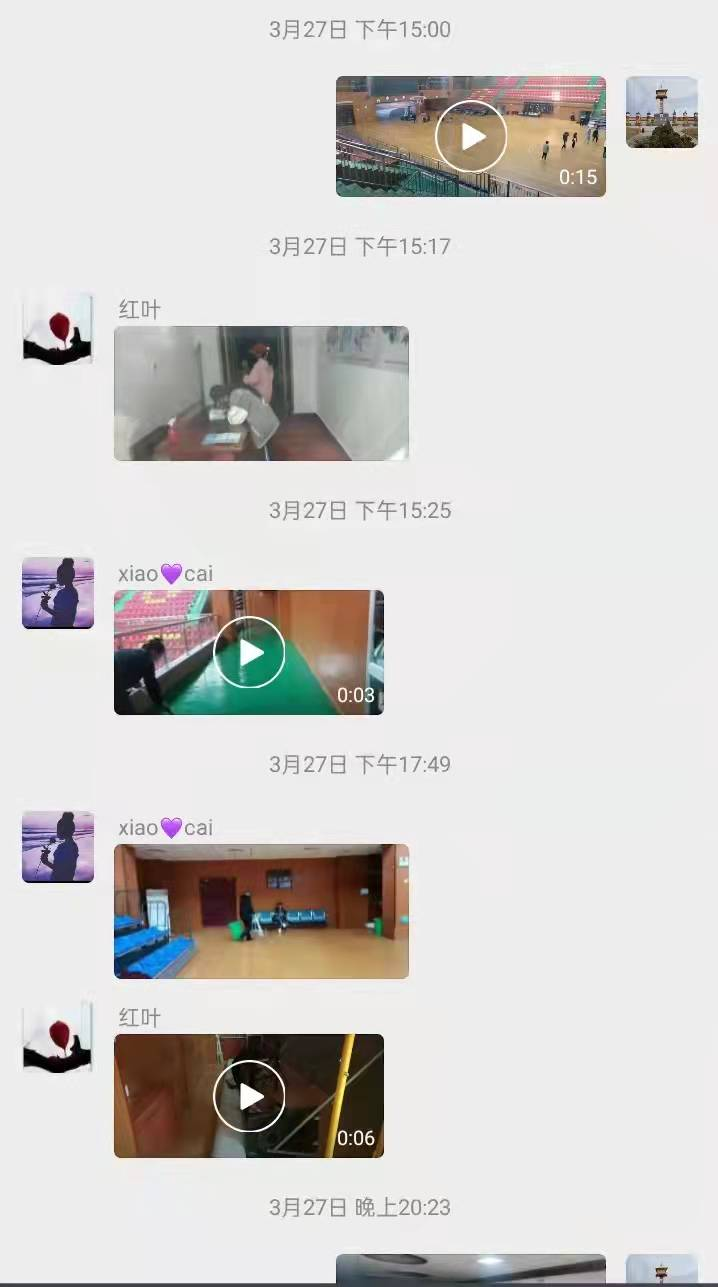 3月27日 下午15:00
0:15
3月27日 下午15:17
红叶
3月27日 下午15:25
xiao💜cai
0:03
3月27日 下午17:49
xiao💜cai
红叶
0:06
3月27日 晚上20:23